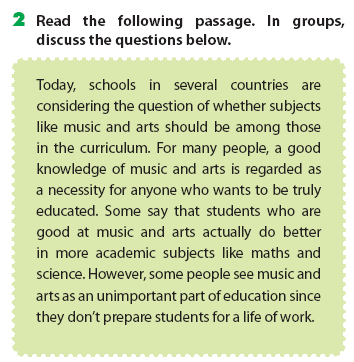 2 Read the following passage. In groups,
discuss the questions below.
Today, schools in several countries are
considering the question of whether subjects
like music and arts should be among those
in the curriculum. For many people, a good
knowledge of music and arts is regarded as
a necessity for anyone who wants to be truly
educated. Some say that students who are
good at music and arts actually do better
in more academic subjects like maths and
science. However, some people see music and
arts as an unimportant part of education since
they don't prepare students for a life of work.